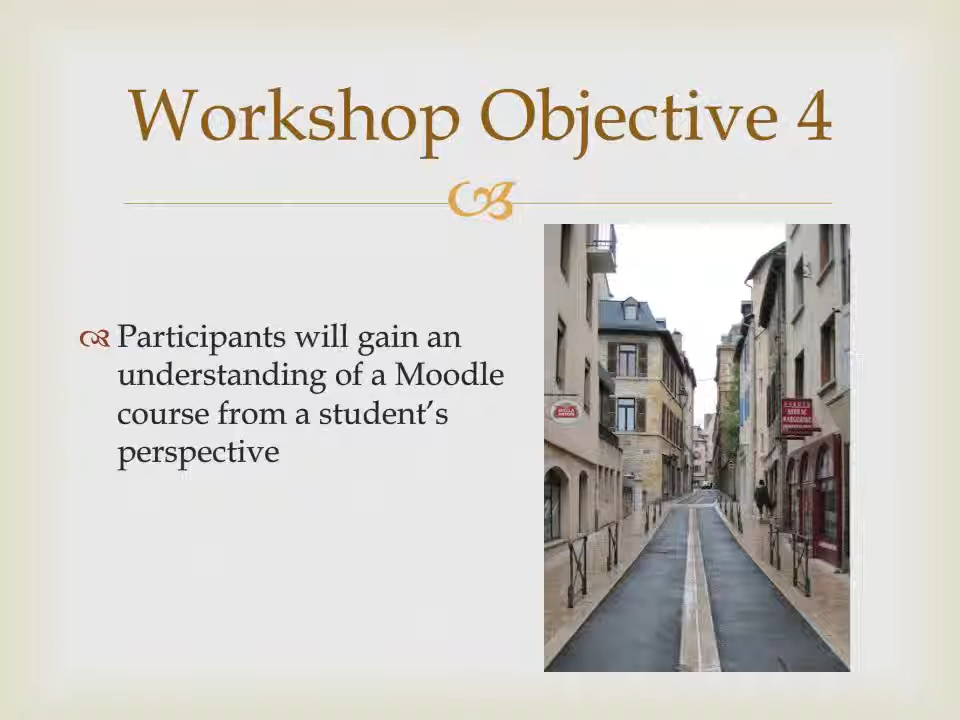 Workshop Objective 4
Participants will gain an
understanding of a Moodle
course from a student’s
perspective